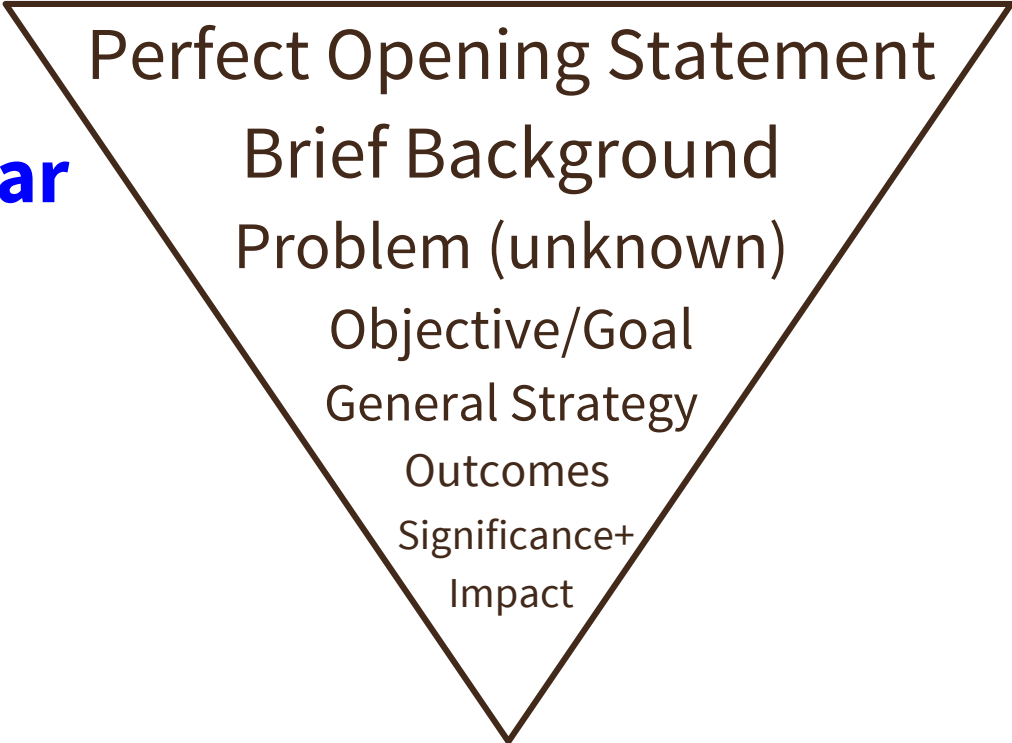 Perfect Opening Statement
Brief Background
ar
Problem (unknown)
Objective/Goal
General Strategy
Outcomes
Significance+
Impact